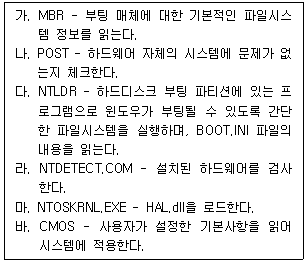 가. MBR - 부팅 매체에 대한 기본적인 파일시스
템 정보를 읽는다.
나. POST - 하드웨어 자체의 시스템에 문제가 없
는지 체크한다.
다. NTLDR - 하드디스크 부팅 파티션에 있는 프
로그램으로 윈도우가 부팅될 수 있도록 간단
한 파일시스템을 실행하며, BOOT.INI 파일의
내용을 읽는다.
라. NTDETECT.COM - 설치된 하드웨어를 검사
한다.
마. NTOSKRNL.EXE - HAL.dll을 로드한다.
바. CMOS - 사용자가 설정한 기본사항을 읽어
시스템에 적용한다.